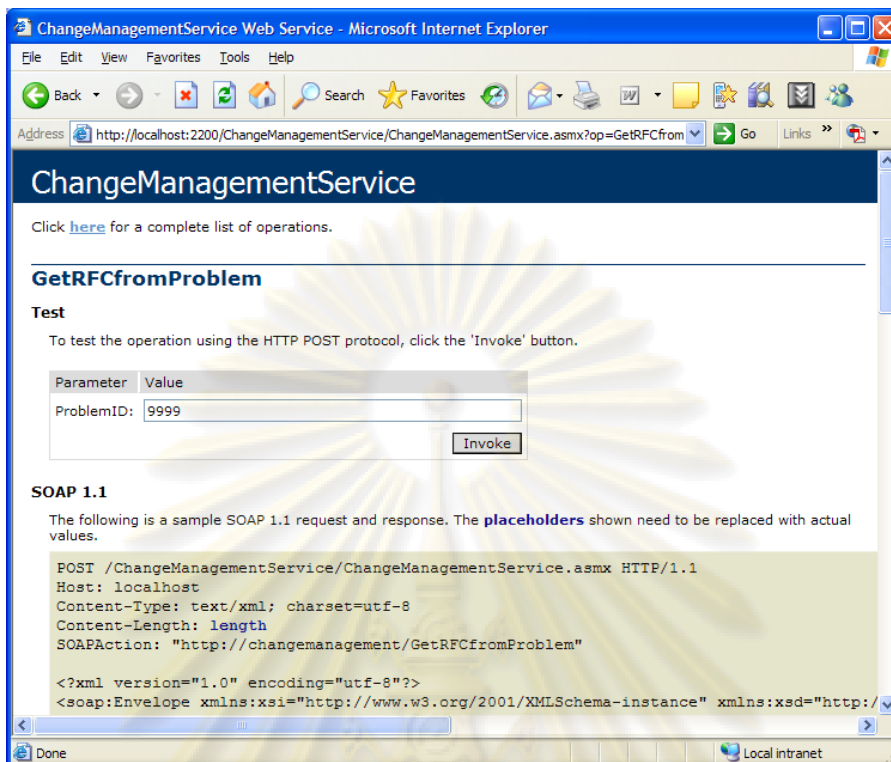 ChangeManagementService Web Service - Microsoft Internet Explorer
File Edit View Favorites Tools Help
Back Search Favorites
Address http://localhost:2200/ChangeManagementService/ChangeManagementService.asmx?op=GetRFCfrom Go Links »
ChangeManagementService
Click here for a complete list of operations.
GetRFCfromProblem
Test
To test the operation using the HTTP POST protocol, click the 'Invoke' button.
Parameter Value
ProblemID: 9999
Invoke
SOAP 1.1
The following is a sample SOAP 1.1 request and response. The placeholders shown need to be replaced with actual
values.
POST /ChangeManagementService/ChangeManagementService.asmx HTTP/1.1
Host: localhost
Content-Type: text/xml; charset=utf-8
Content-Length: length
SOAPAction: "http://changemanagement/GetRFCfromProblem"
<?xml version="1.0" encoding="utf-8"?>
<soap:Envelope xmlns:xsi="http://www.w3.org/2001/XMLSchema-instance" xmlns:xsd="http:/
Done Local intranet